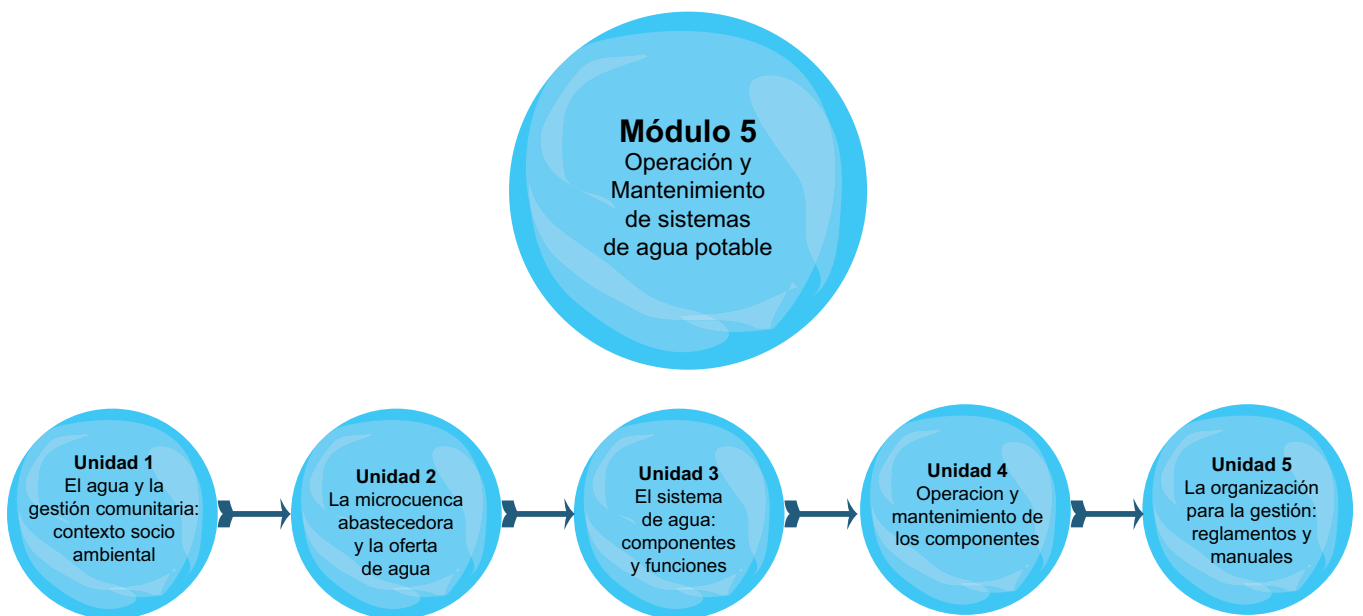 Módulo 5
Operación y
Mantenimiento
de sistemas
de agua potable
Unidad 1
El agua y la
gestión comunitaria:
contexto socio
ambiental
Unidad 2
La microcuenca
abastecedora
y la oferta
de agua
Unidad 3
El sistema
de agua:
componentes
y funciones
Unidad 4
Operacion y
mantenimiento de
los componentes
Unidad 5
La organización
para la gestión:
reglamentos y
manuales